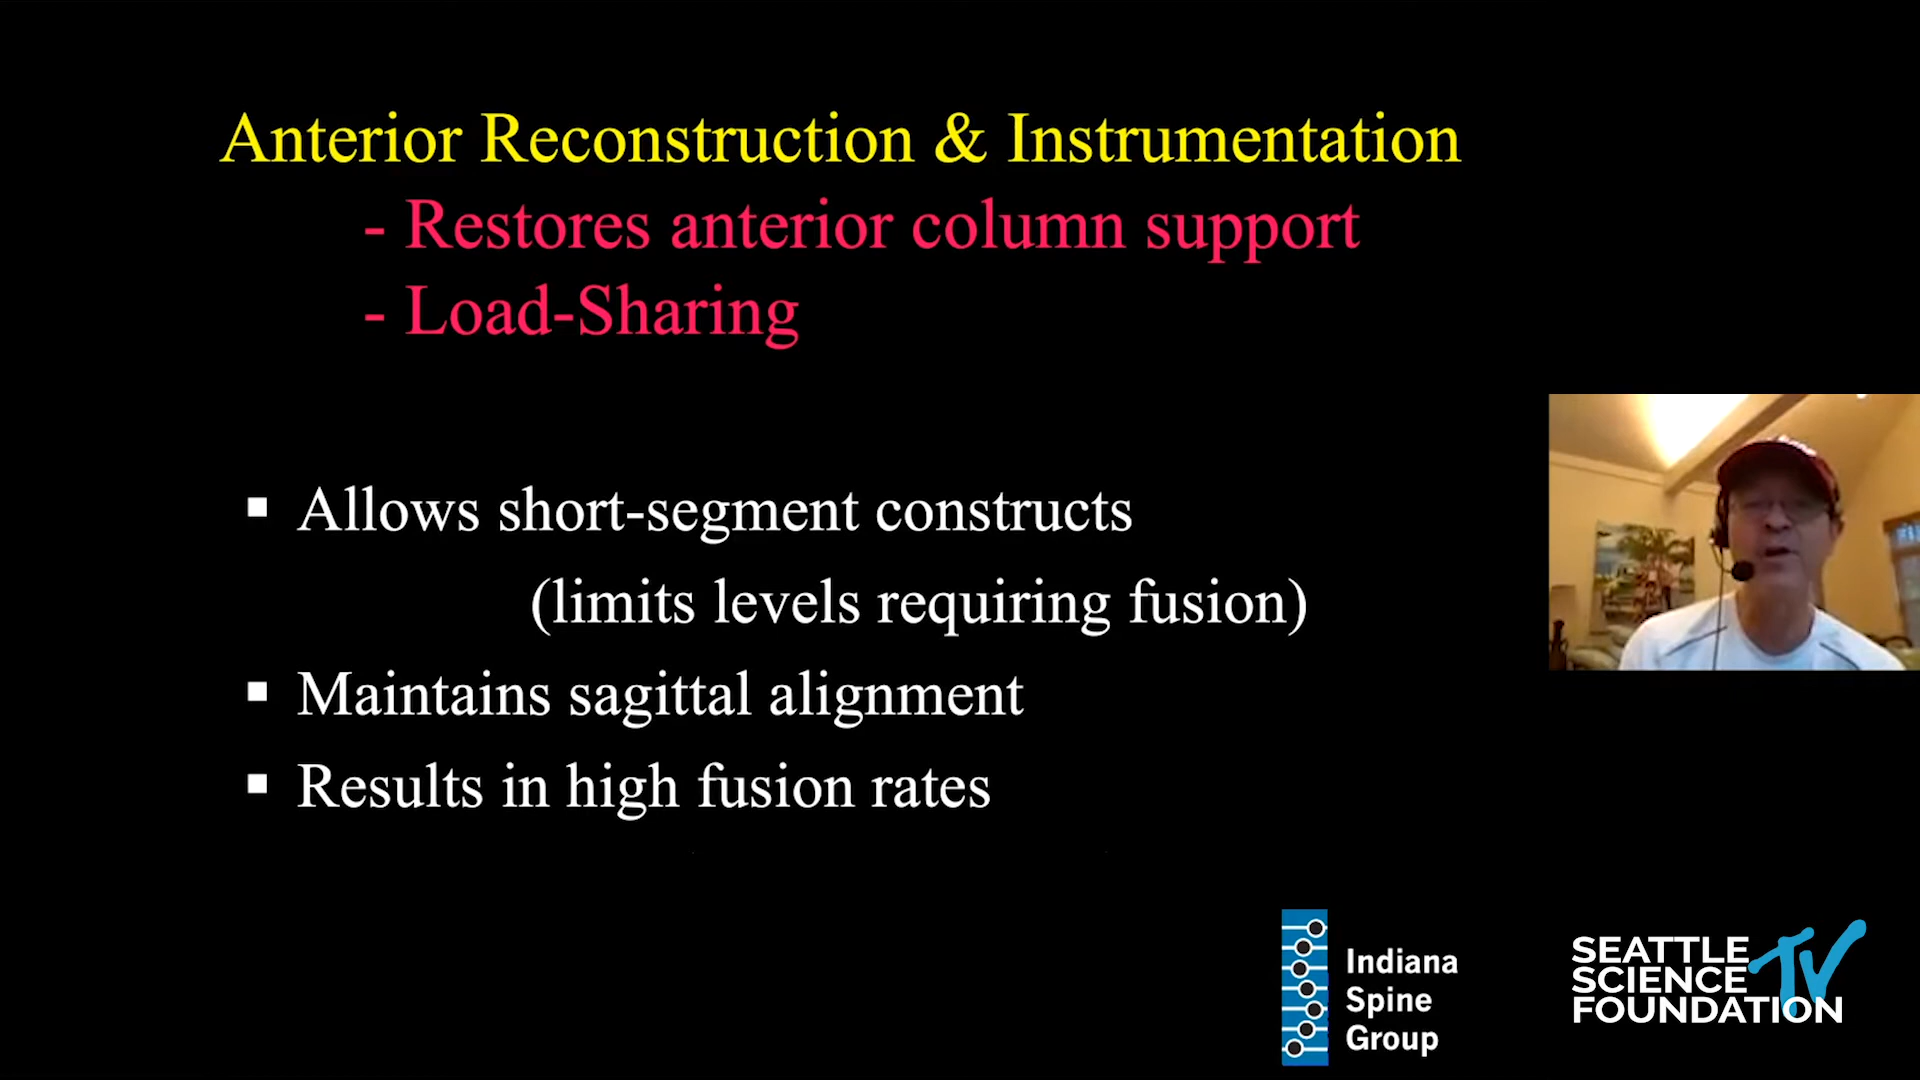 Anterior Reconstruction & Instrumentation
- Restores anterior column support
- Load-Sharing
▪ Allows short-segment constructs
(limits levels requiring fusion)
▪ Maintains sagittal alignment
▪ Results in high fusion rates
Indiana
Spine
Group
SEATTLE
SCIENCE
FOUNDATION
TV